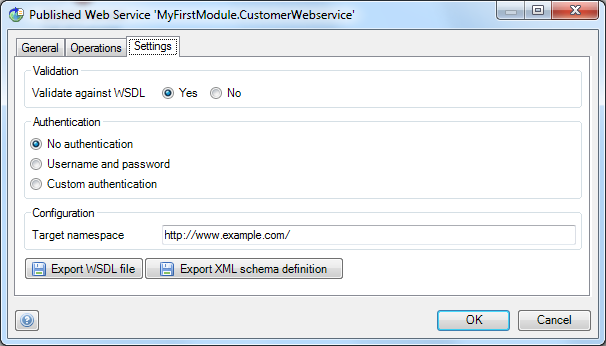 Published Web Service 'MyFirstModule.CustomerWebservice'
General Operations Settings
Validation
Validate against WSDL Yes No
Authentication
No authentication
Username and password
Custom authentication
Configuration
Target namespace http://www.example.com/
Export WSDL file Export XML schema definition
? OK Cancel